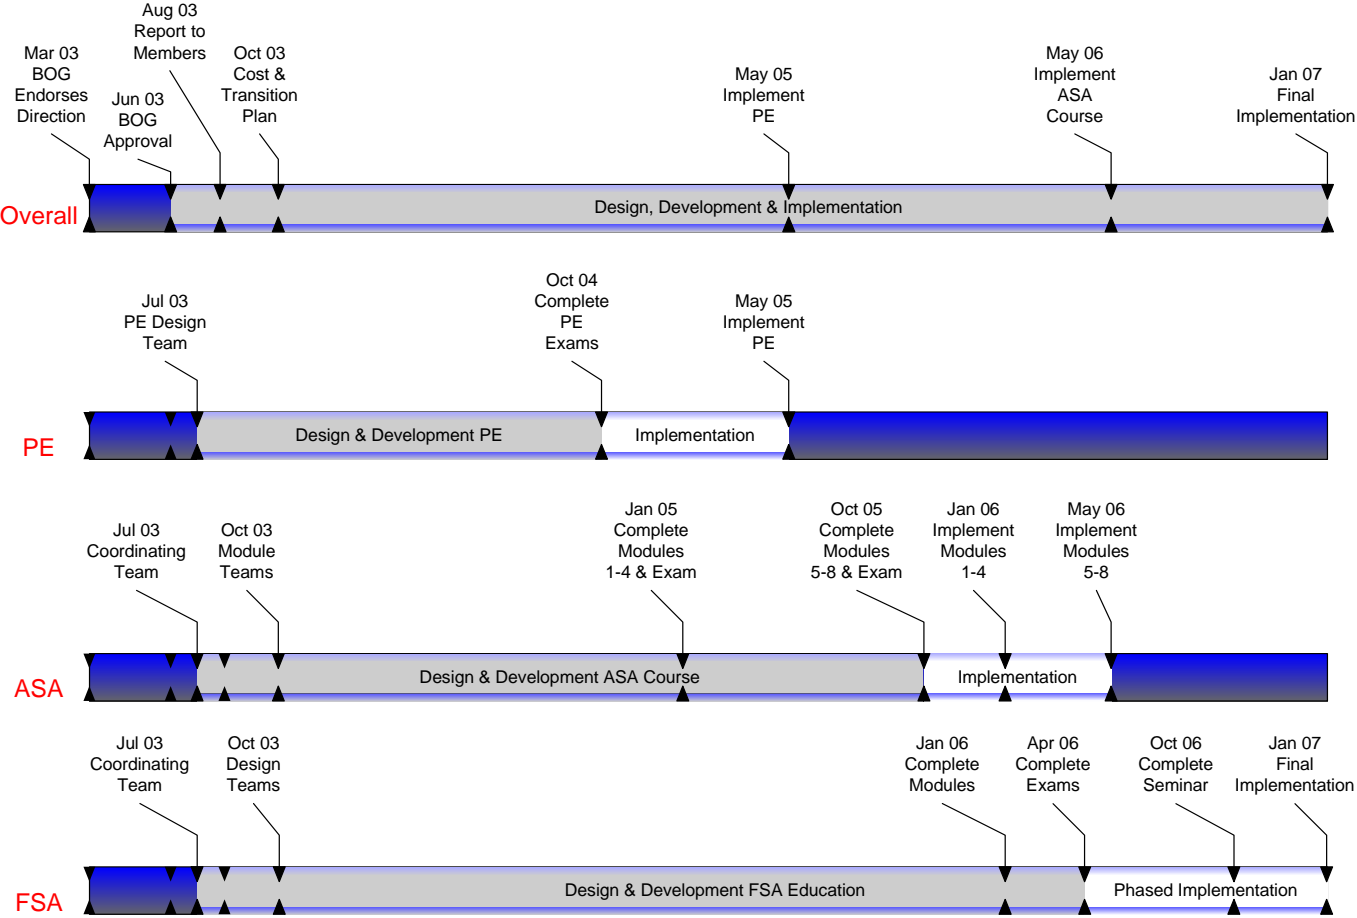 Mar 03
BOG
Endorses
Direction
Jun 03
BOG
Approval
Aug 03
Report to
Members
Oct 03
Cost &
Transition
Plan
May 05
Implement
PE
May 06
Implement
ASA
Course
Jan 07
Final
Implementation
Overall
Design, Development & Implementation
Jul 03
PE Design
Team
Oct 04
Complete
PE
Exams
May 05
Implement
PE
PE
Design & Development PE
Implementation
Jul 03
Coordinating
Team
Oct 03
Module
Teams
Jan 05
Complete
Modules
1-4 & Exam
Oct 05
Complete
Modules
5-8 & Exam
Jan 06
Implement
Modules
1-4
May 06
Implement
Modules
5-8
ASA
Design & Development ASA Course
Implementation
Jul 03
Coordinating
Team
Oct 03
Design
Teams
Jan 06
Complete
Modules
Apr 06
Complete
Exams
Oct 06
Complete
Seminar
Jan 07
Final
Implementation
FSA
Design & Development FSA Education
Phased Implementation